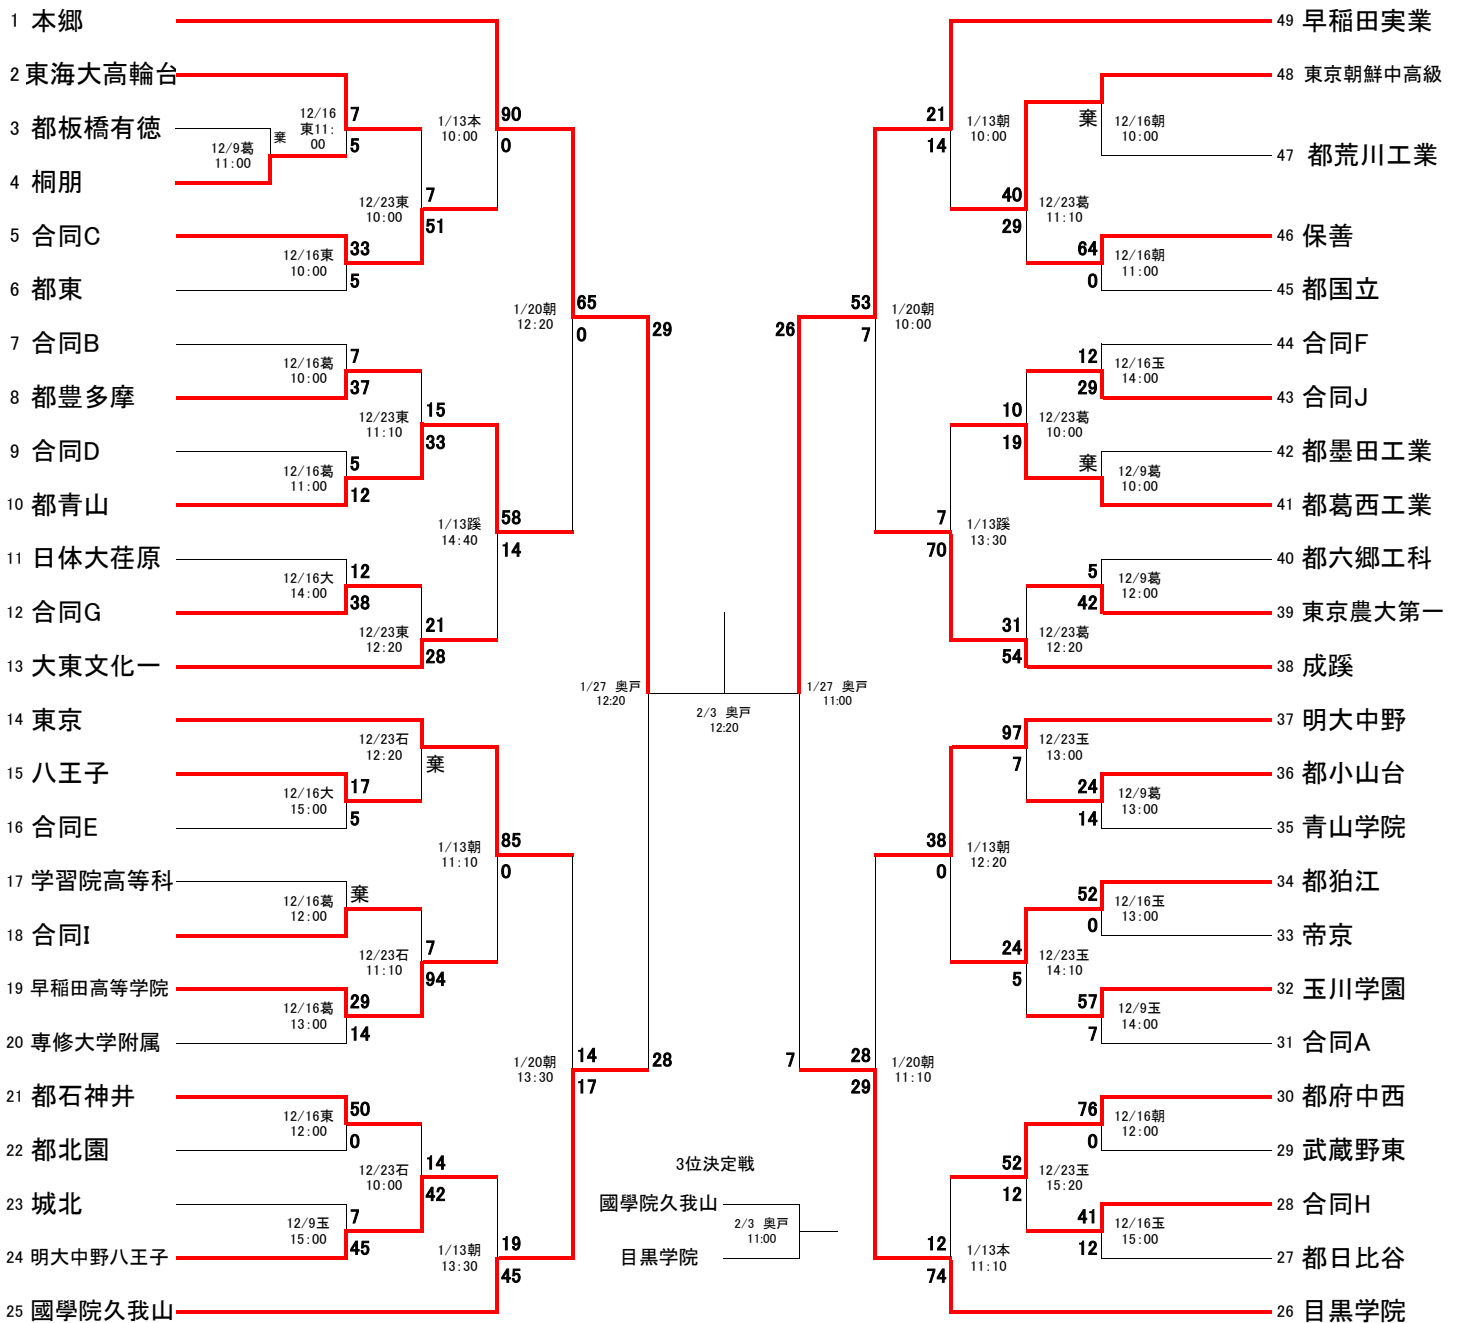 1 本郷
2 東海大高輪台
3 都板橋有徳
4 桐朋
5 合同C
6 都東
7 合同B
8 都豊多摩
9 合同D
10 都青山
11 日体大荏原
12 合同G
13 大東文化一
14 東京
15 八王子
16 合同E
17 学習院高等科
18 合同I
19 早稲田高等学院
20 専修大学附属
21 都石神井
22 都北園
23 城北
24 明大中野八王子
25 國學院久我山
12/9葛
11:00
棄
12/16
東11:
00
7
5
12/16東
10:00
33
5
12/16葛
10:00
7
37
12/16葛
11:00
5
12
12/16大
14:00
12
38
12/16大
15:00
17
5
12/16葛
12:00
棄
12/16葛
13:00
29
14
12/16東
12:00
50
0
12/9玉
15:00
7
45
12/23東
10:00
7
51
12/23東
11:10
15
33
12/23東
12:20
21
28
12/23石
12:20
棄
12/23石
11:10
7
94
12/23石
10:00
14
42
1/13本
10:00
90
0
1/13蹊
14:40
58
14
1/13朝
11:10
85
0
1/13朝
13:30
19
45
1/20朝
12:20
65
0
1/20朝
13:30
14
17
29
28
1/27 奥戸
12:20
2/3 奥戸
12:20
1/27 奥戸
11:00
26
7
3位決定戦
國學院久我山
目黒学院
2/3 奥戸
11:00
53
7
1/20朝
10:00
28
29
1/20朝
11:10
21
14
1/13朝
10:00
7
70
1/13蹊
13:30
38
0
1/13朝
12:20
12
74
1/13本
11:10
40
29
12/23葛
11:10
10
19
12/23葛
10:00
31
54
12/23葛
12:20
97
7
12/23玉
13:00
24
5
12/23玉
14:10
52
12
12/23玉
15:20
棄
12/16朝
10:00
64
0
12/16朝
11:00
12
29
12/16玉
14:00
棄
12/9葛
10:00
5
42
12/9葛
12:00
24
14
12/9葛
13:00
52
0
12/16玉
13:00
57
7
12/9玉
14:00
76
0
12/16朝
12:00
41
12
12/16玉
15:00
49 早稲田実業
48 東京朝鮮中高級
47 都荒川工業
46 保善
45 都国立
44 合同F
43 合同J
42 都墨田工業
41 都葛西工業
40 都六郷工科
39 東京農大第一
38 成蹊
37 明大中野
36 都小山台
35 青山学院
34 都狛江
33 帝京
32 玉川学園
31 合同A
30 都府中西
29 武蔵野東
28 合同H
27 都日比谷
26 目黒学院